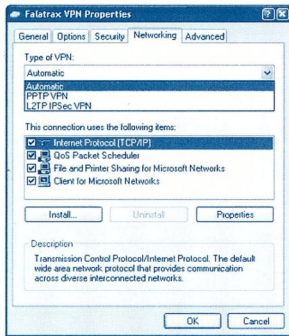 Falatrax VPN Properties
General Options Security Networking Advanced
Type of VPN:
Automatic
Automatic
PPTP VPN
L2TP IPSec VPN
This connection uses the following items:
Internet Protocol (TCP/IP)
QoS Packet Scheduler
File and Printer Sharing for Microsoft Networks
Client for Microsoft Networks
Install... Uninstall Properties
Description
Transmission Control Protocol/Internet Protocol. The default
wide area network protocol that provides communication
across diverse interconnected networks.
OK Cancel